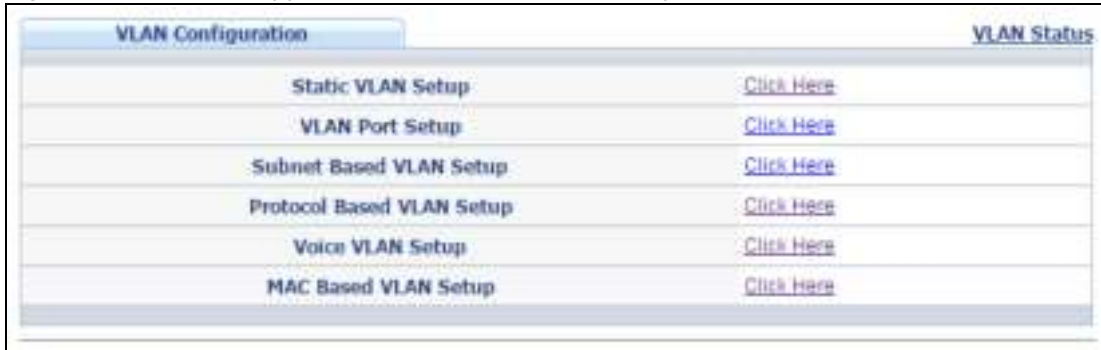 VLAN Configuration VLAN Status
Static VLAN Setup Click Here
VLAN Port Setup Click Here
Subnet Based VLAN Setup Click Here
Protocol Based VLAN Setup Click Here
Voice VLAN Setup Click Here
MAC Based VLAN Setup Click Here